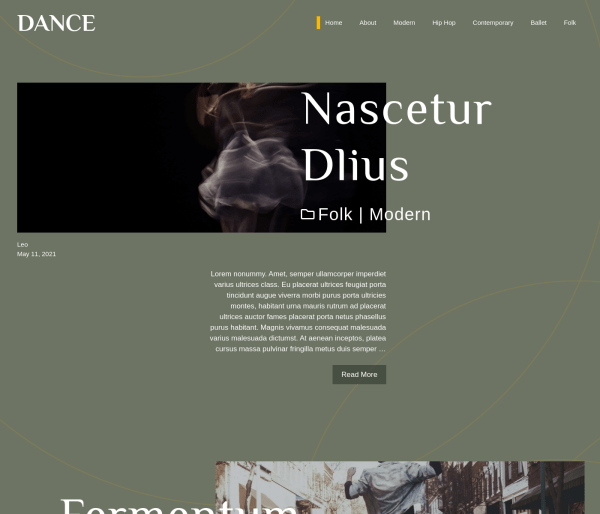 DANCE
Home About Modern Hip Hop Contemporary Ballet Folk
Nascetur
Dlius
Folk | Modern
Leo
May 11, 2021
Lorem nonummy. Amet, semper ullamcorper imperdiet
varius ultrices class. Eu placerat ultrices feugiat porta
tincidunt augue viverra morbi purus porta ultricies
montes, habitant urna mauris rutrum ad placerat
ultrices auctor fames placerat porta netus phasellus
purus habitant. Magnis vivamus consequat malesuada
varius malesuada dictumst. At aenean inceptos, platea
cursus massa pulvinar fringilla metus duis semper ...
Read More
Fermentum